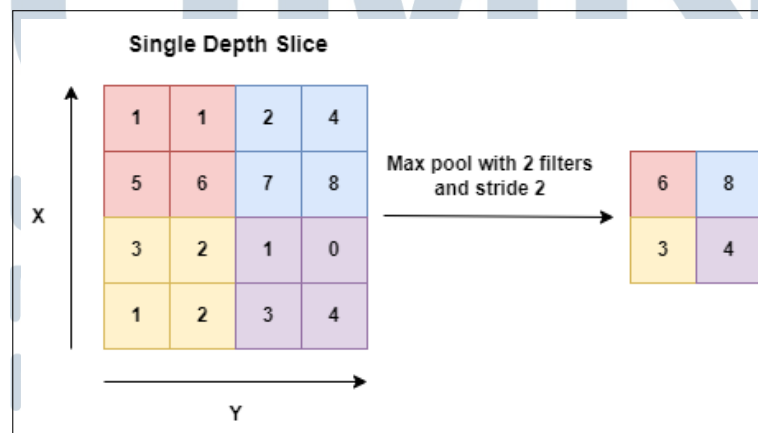 Single Depth Slice
1 1 2 4
5 6 7 8
3 2 1 0
1 2 3 4
X
Y
Max pool with 2 filters
and stride 2
6 8
3 4